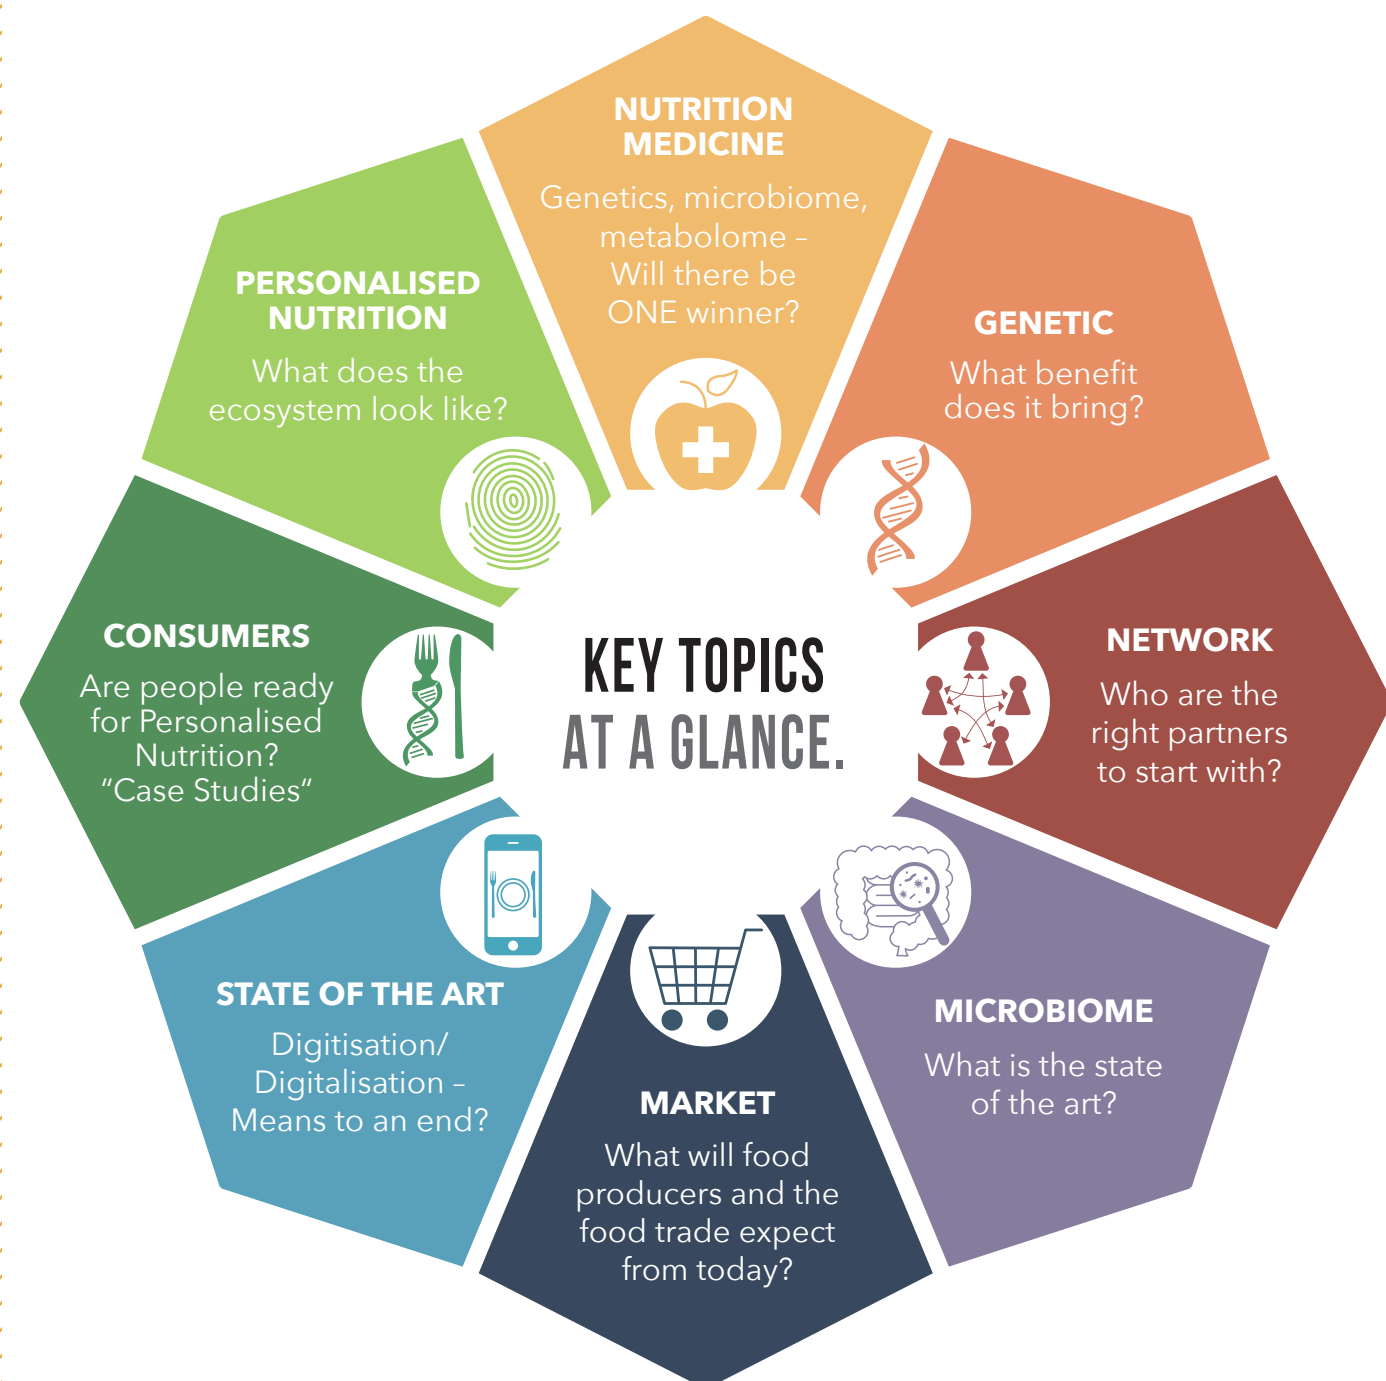 NUTRITION
MEDICINE
Genetics, microbiome,
metabolome –
Will there be
ONE winner?
GENETIC
What benefit
does it bring?
NETWORK
Who are the
right partners
to start with?
MICROBIOME
What is the state
of the art?
MARKET
What will food
producers and the
food trade expect
from today?
STATE OF THE ART
Digitisation/
Digitalisation –
Means to an end?
CONSUMERS
Are people ready
for Personalised
Nutrition?
“Case Studies“
PERSONALISED
NUTRITION
What does the
ecosystem look like?
KEY TOPICS
AT A GLANCE.